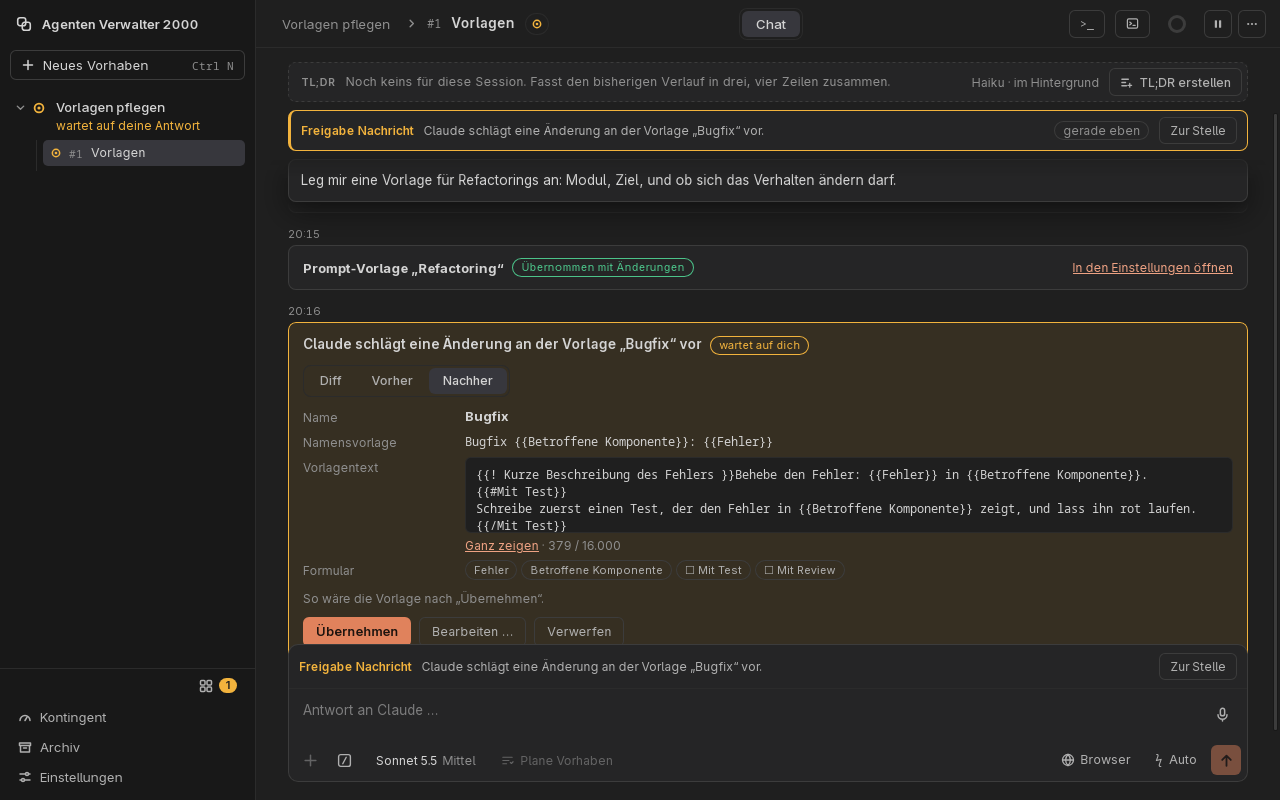 Agenten Verwalter 2000
Neues Vorhaben Ctrl N
Vorlagen pflegen
wartet auf deine Antwort
#1 Vorlagen
1
Kontingent
Archiv
Einstellungen
Vorlagen pflegen #1 Vorlagen
Chat
TL;DR Noch keins für diese Session. Fasst den bisherigen Verlauf in drei, vier Zeilen zusammen. Haiku · im Hintergrund TL;DR erstellen
Freigabe Nachricht Claude schlägt eine Änderung an der Vorlage „Bugfix“ vor. gerade eben Zur Stelle
Leg mir eine Vorlage für Refactorings an: Modul, Ziel, und ob sich das Verhalten ändern darf.
20:15
Prompt-Vorlage „Refactoring“ Übernommen mit Änderungen In den Einstellungen öffnen
20:16
Claude schlägt eine Änderung an der Vorlage „Bugfix“ vor wartet auf dich
Diff Vorher Nachher
Name Bugfix
Namensvorlage Bugfix {{Betroffene Komponente}}: {{Fehler}}
Vorlagentext
{{! Kurze Beschreibung des Fehlers }}Behebe den Fehler: {{Fehler}} in {{Betroffene Komponente}}.
{{#Mit Test}}
Schreibe zuerst einen Test, der den Fehler in {{Betroffene Komponente}} zeigt, und lass ihn rot laufen.
{{/Mit Test}}
Ganz zeigen · 379 / 16.000
Formular Fehler Betroffene Komponente ☐ Mit Test ☐ Mit Review
So wäre die Vorlage nach „Übernehmen“.
Übernehmen Bearbeiten … Verwerfen
Freigabe Nachricht Claude schlägt eine Änderung an der Vorlage „Bugfix“ vor. Zur Stelle
Antwort an Claude …
Sonnet 5.5 Mittel Plane Vorhaben Browser Auto